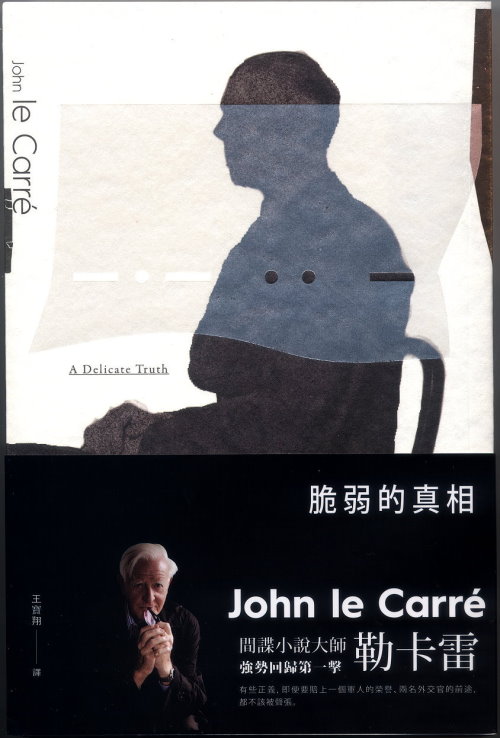 John le Carré
A Delicate Truth
脆弱的真相
John le Carré
間諜小說大師
強勢回歸第一擊
勒卡雷
有些正義，即便要賠上一個軍人的榮譽、兩名外交官的前途，
都不該被聲張。
王寶翔
譯